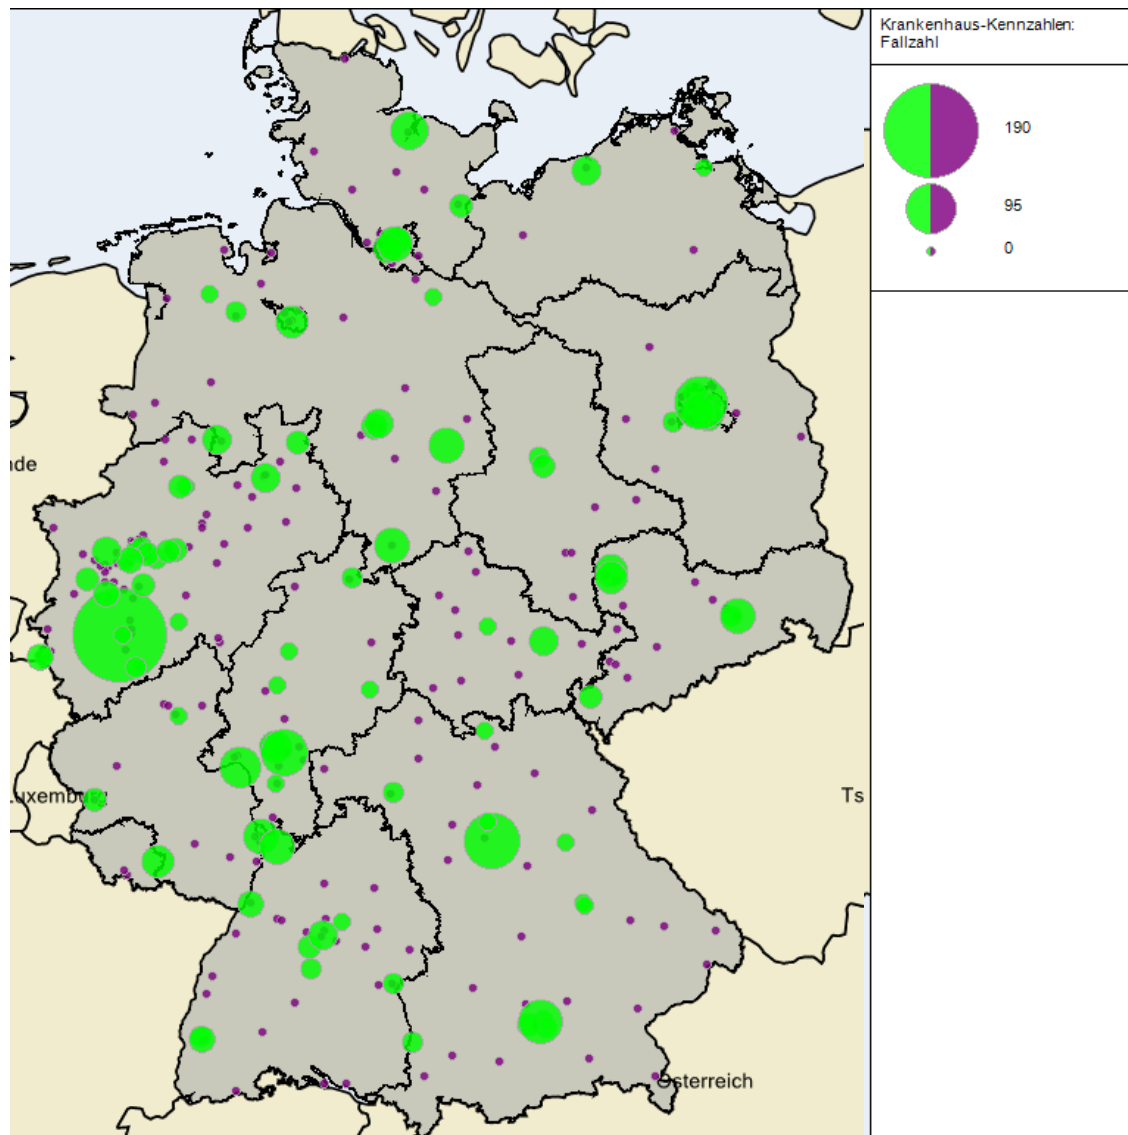 Krankenhaus-Kennzahlen:
Fallzahl
190
95
0
nde
Luxemburg
Ts
Österreich